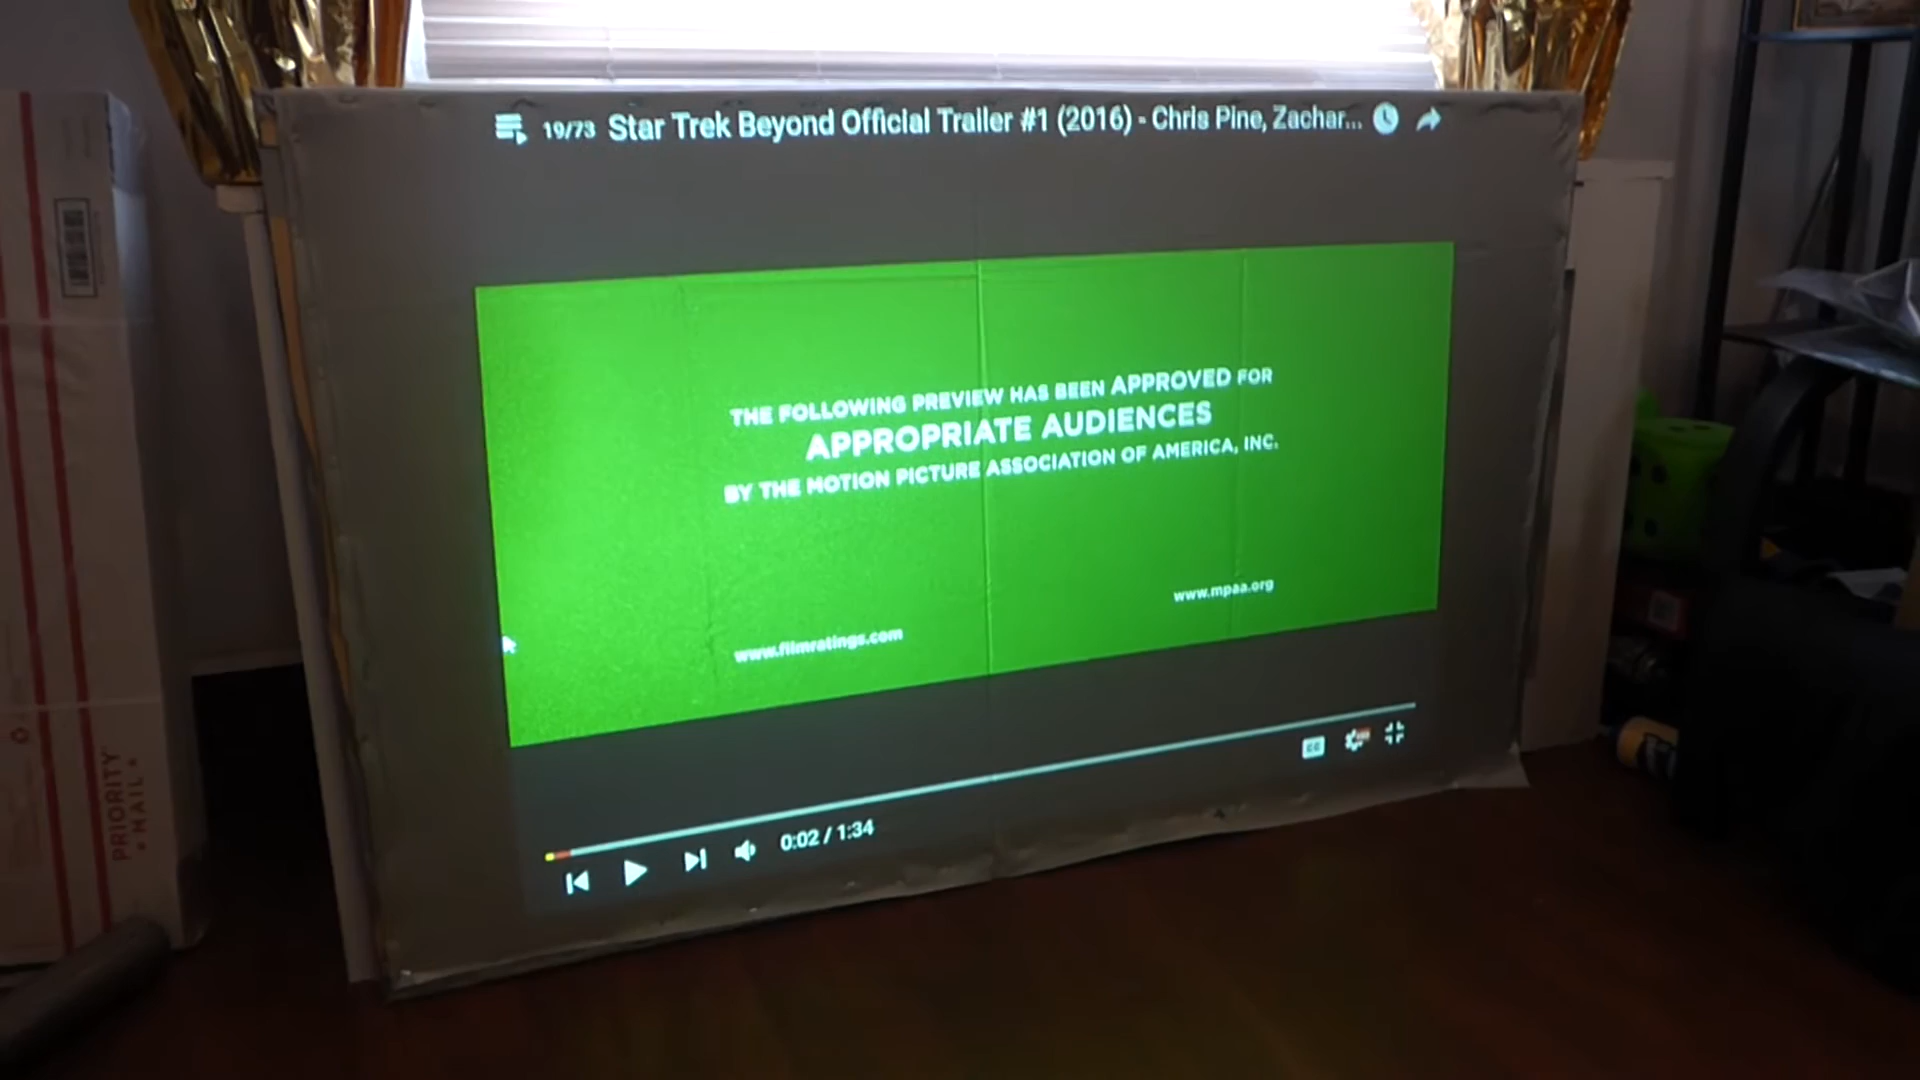 19/73 Star Trek Beyond Official Trailer #1 (2016) - Chris Pine, Zachar...
THE FOLLOWING PREVIEW HAS BEEN APPROVED FOR
APPROPRIATE AUDIENCES
BY THE MOTION PICTURE ASSOCIATION OF AMERICA, INC.
www.filmratings.com
www.mpaa.org
CC
0:02 / 1:34
PRIORITY
MAIL